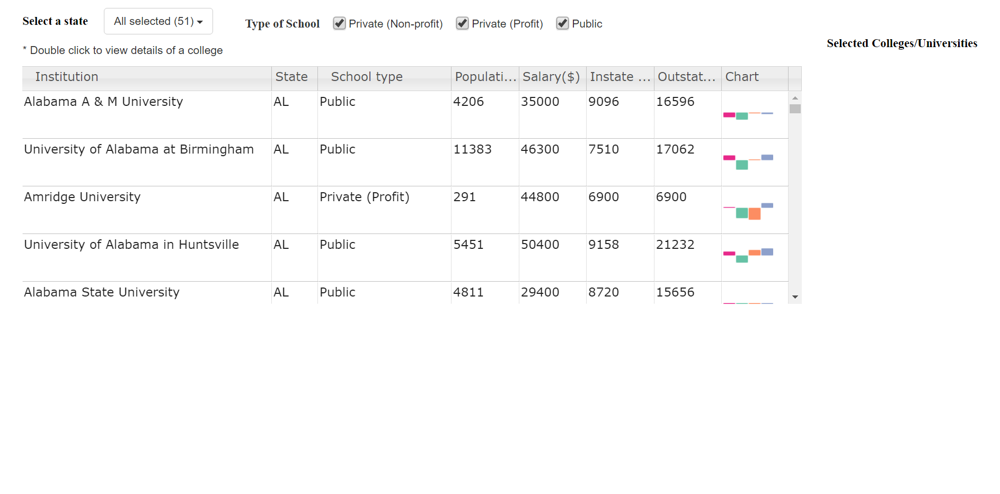 Select a state All selected (51) Type of School Private (Non-profit) Private (Profit) Public
Selected Colleges/Universities
* Double click to view details of a college
Institution State School type Populati... Salary($) Instate ... Outstat... Chart
Alabama A & M University AL Public 4206 35000 9096 16596
University of Alabama at Birmingham AL Public 11383 46300 7510 17062
Amridge University AL Private (Profit) 291 44800 6900 6900
University of Alabama in Huntsville AL Public 5451 50400 9158 21232
Alabama State University AL Public 4811 29400 8720 15656